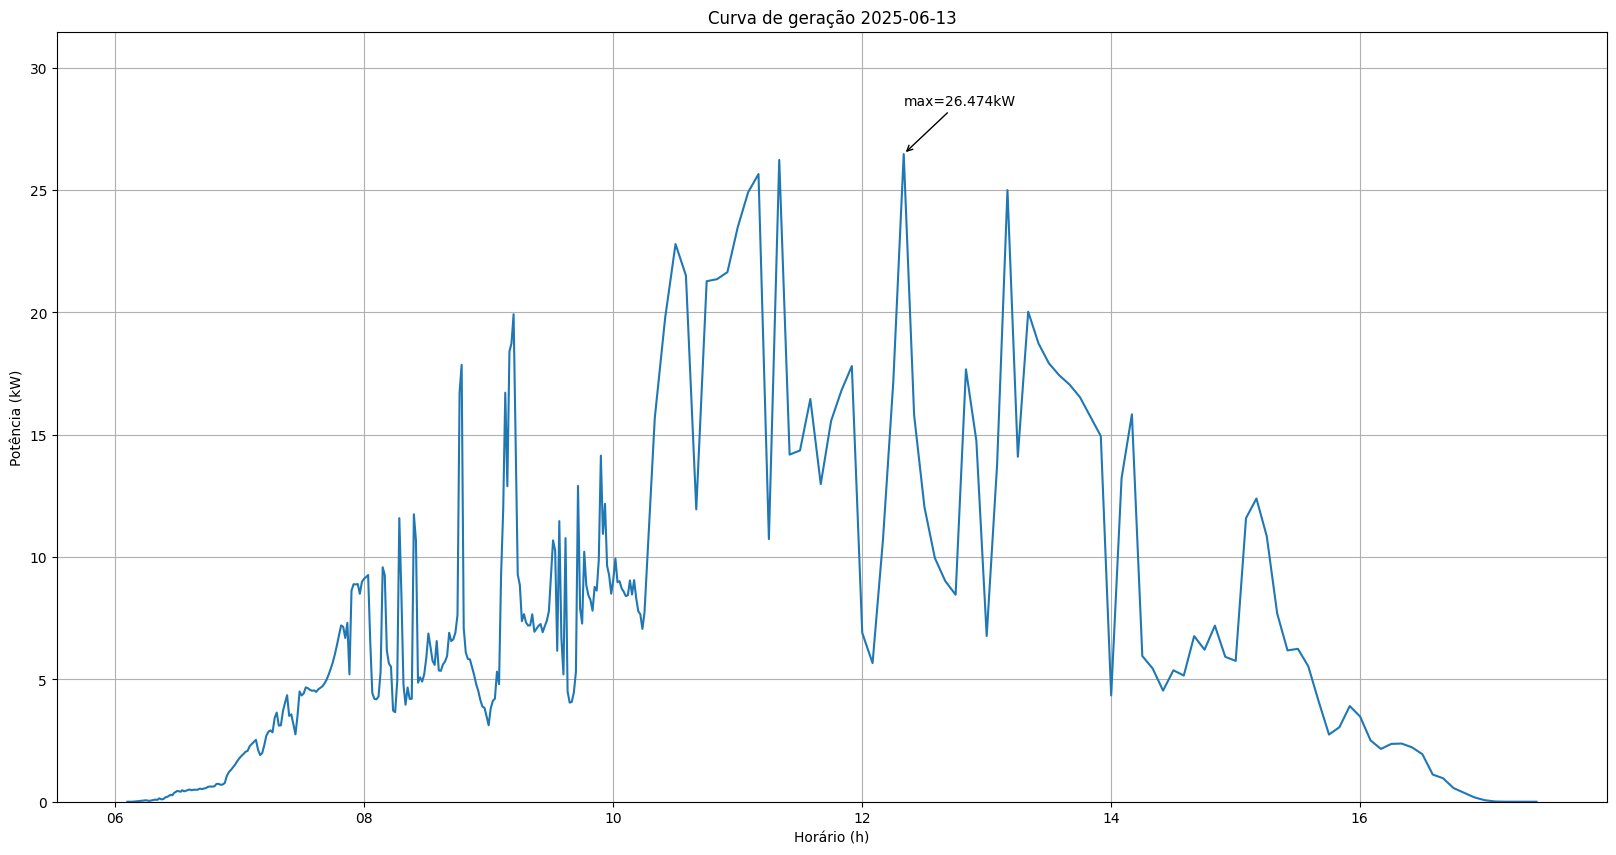 Curva de geração 2025-06-13
max=26.474kW
30
25
20
15
10
5
0
Potência (kW)
06 08 10 12 14 16
Horário (h)